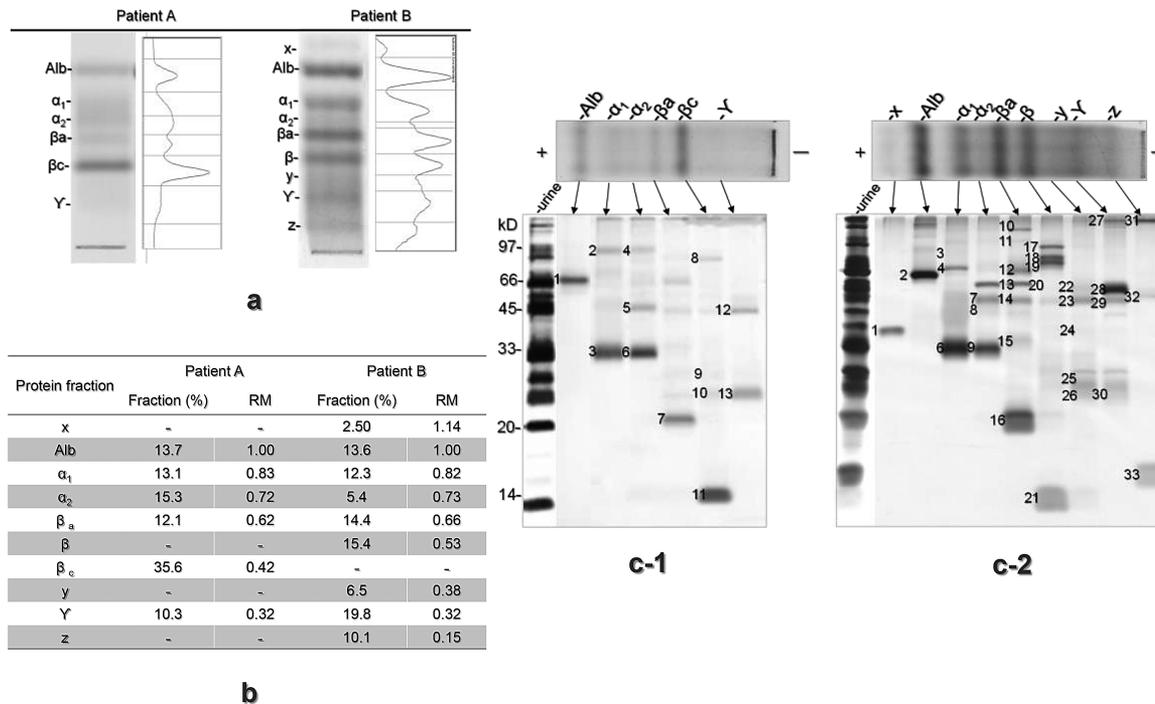 Patient A
Patient B
Alb-
α1-
α2-
βa-
βc-
ϒ-
x-
Alb-
α1-
α2-
βa-
β-
y-
ϒ-
z-
a
Protein fraction Patient A Patient B
Fraction (%) RM Fraction (%) RM
x - - 2.50 1.14
Alb 13.7 1.00 13.6 1.00
α1 13.1 0.83 12.3 0.82
α2 15.3 0.72 5.4 0.73
β a 12.1 0.62 14.4 0.66
β - - 15.4 0.53
β c 35.6 0.42 - -
y - - 6.5 0.38
ϒ 10.3 0.32 19.8 0.32
z - - 10.1 0.15
b
-Alb -α1 -α2 -βa -βc -ϒ
+ –
-urine
kD
97-
66-
45-
33-
20-
14-
1
2
3
4
5
6
7
8
9
10
11
12
13
c-1
-x -Alb -α1 -α2 -βa -β -y -ϒ -z
+ –
-urine
1
2
3
4
6
7
8
9
10
11
12
13
14
15
16
17
18
19
20
21
22
23
24
25
26
27
28
29
30
31
32
33
c-2